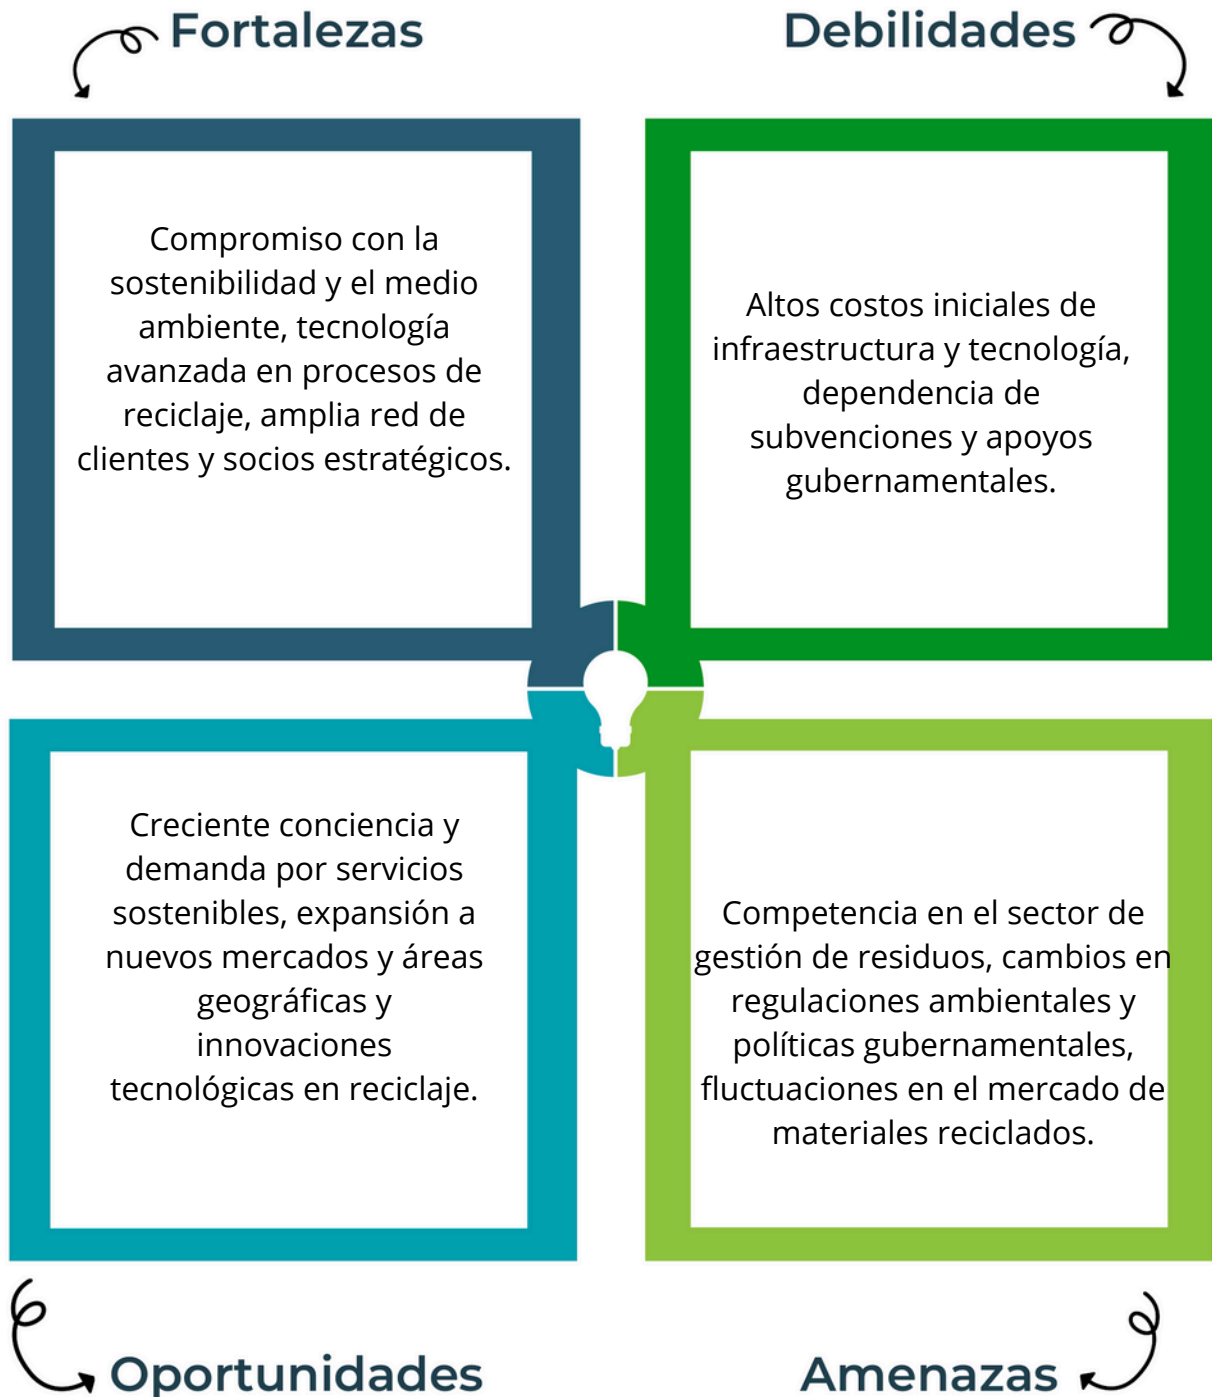 Fortalezas
Compromiso con la
sostenibilidad y el medio
ambiente, tecnología
avanzada en procesos de
reciclaje, amplia red de
clientes y socios estratégicos.
Debilidades
Altos costos iniciales de
infraestructura y tecnología,
dependencia de
subvenciones y apoyos
gubernamentales.
Creciente conciencia y
demanda por servicios
sostenibles, expansión a
nuevos mercados y áreas
geográficas y
innovaciones
tecnológicas en reciclaje.
Oportunidades
Competencia en el sector de
gestión de residuos, cambios en
regulaciones ambientales y
políticas gubernamentales,
fluctuaciones en el mercado de
materiales reciclados.
Amenazas